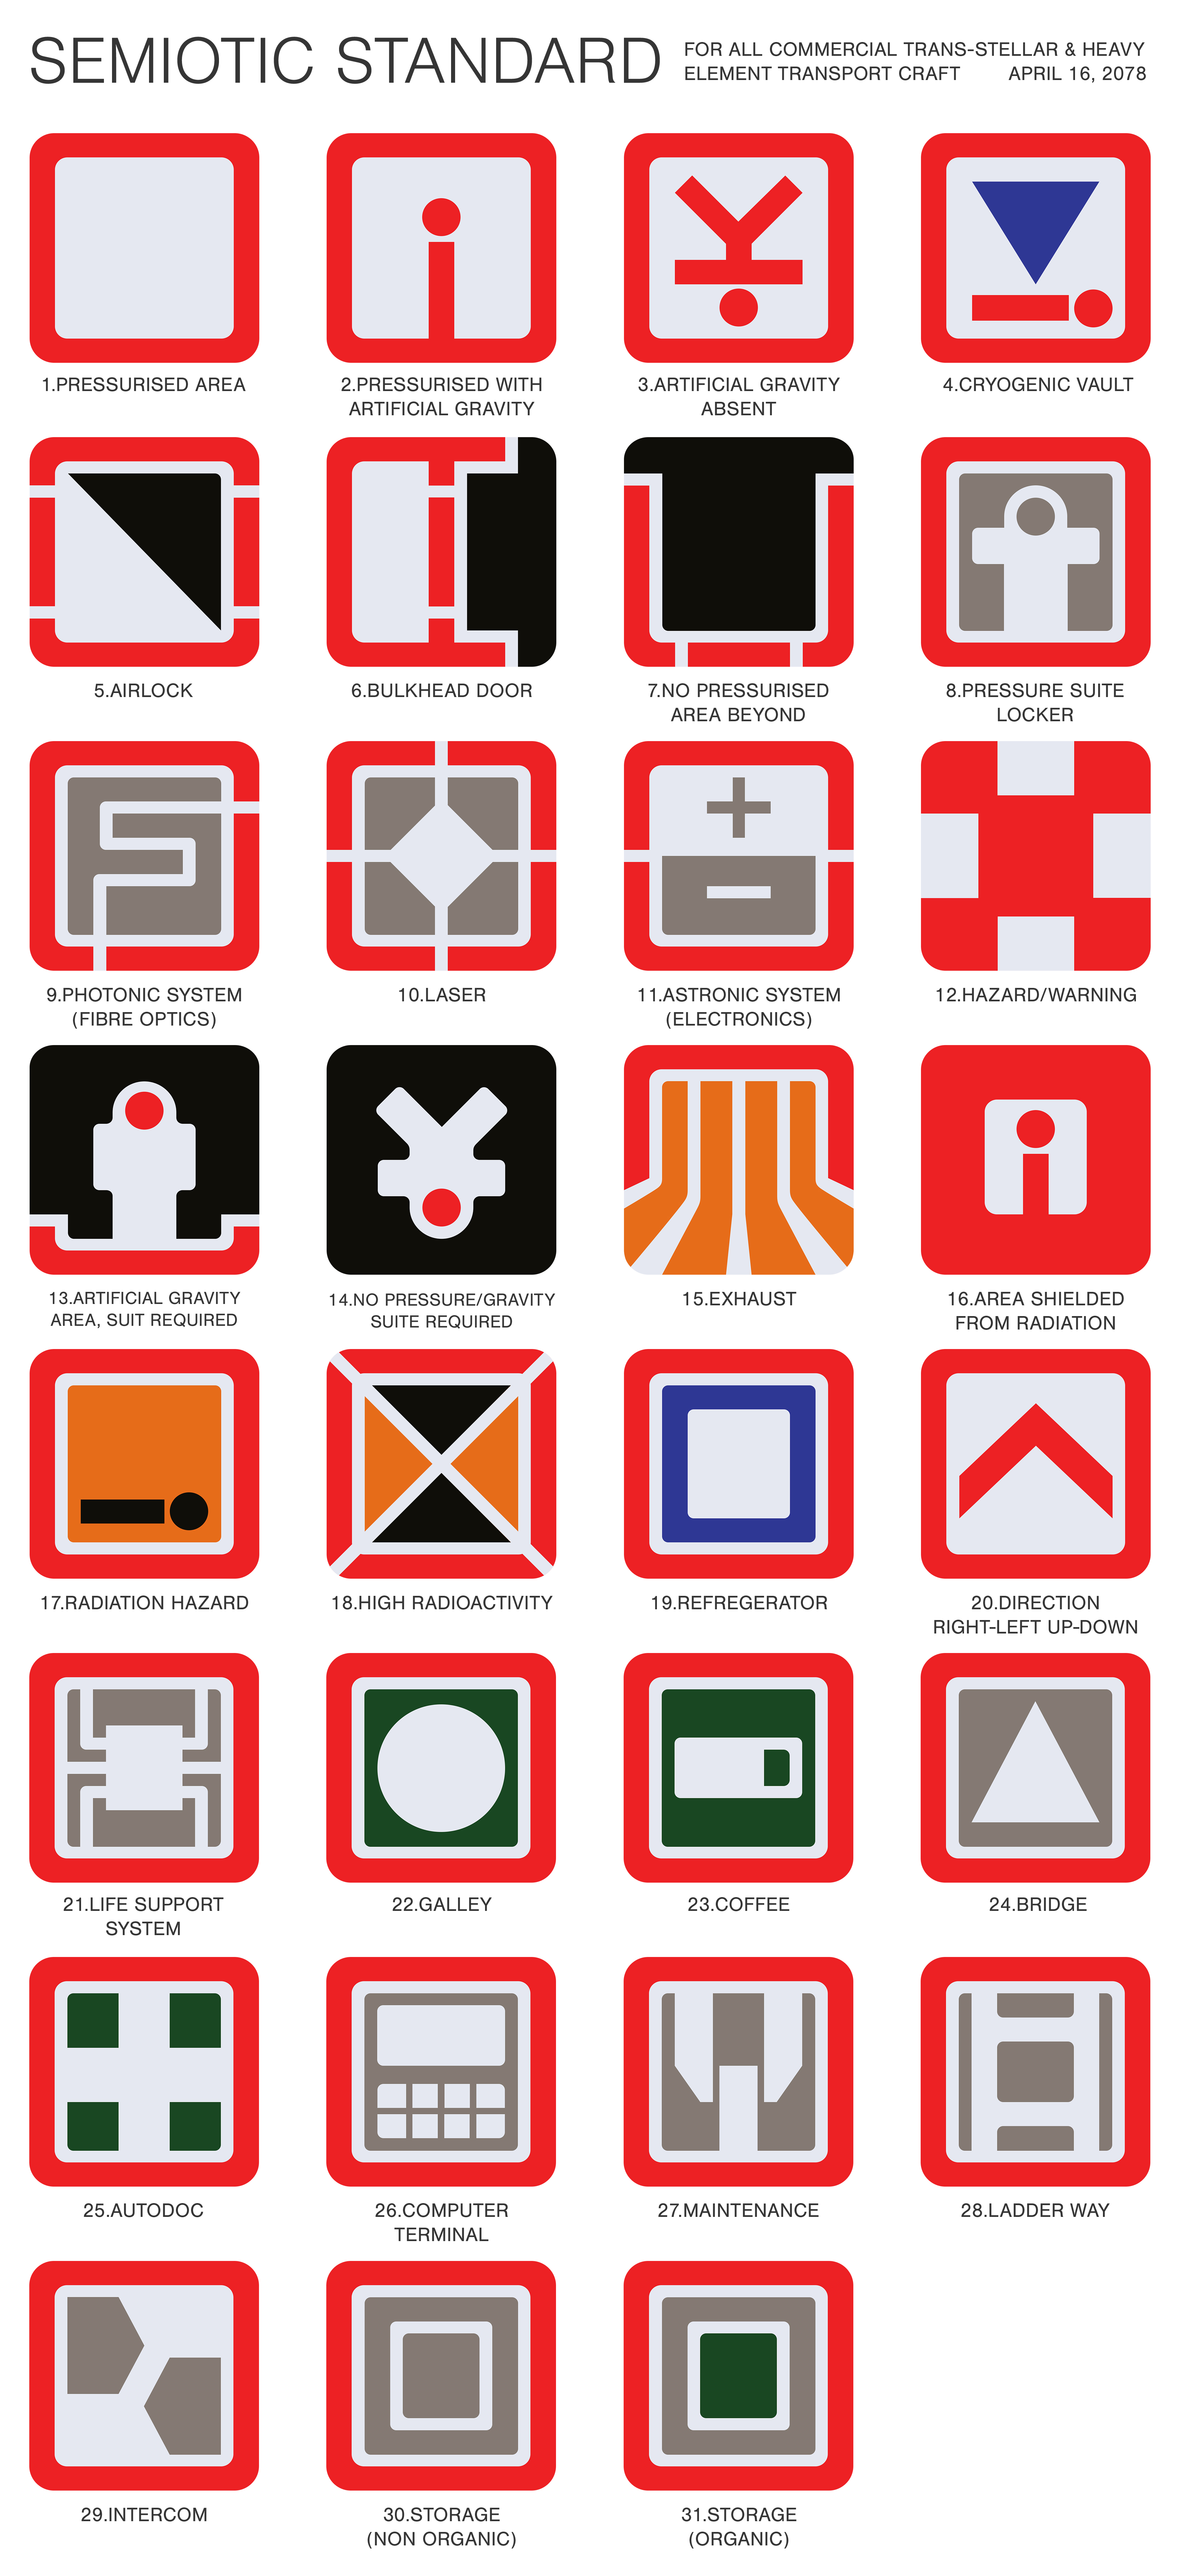 SEMIOTIC STANDARD
FOR ALL COMMERCIAL TRANS-STELLAR & HEAVY
ELEMENT TRANSPORT CRAFT APRIL 16, 2078
1.PRESSURISED AREA
2.PRESSURISED WITH
ARTIFICIAL GRAVITY
3.ARTIFICIAL GRAVITY
ABSENT
4.CRYOGENIC VAULT
5.AIRLOCK
6.BULKHEAD DOOR
7.NO PRESSURISED
AREA BEYOND
8.PRESSURE SUITE
LOCKER
9.PHOTONIC SYSTEM
(FIBRE OPTICS)
10.LASER
11.ASTRONIC SYSTEM
(ELECTRONICS)
12.HAZARD/WARNING
13.ARTIFICIAL GRAVITY
AREA, SUIT REQUIRED
14.NO PRESSURE/GRAVITY
SUITE REQUIRED
15.EXHAUST
16.AREA SHIELDED
FROM RADIATION
17.RADIATION HAZARD
18.HIGH RADIOACTIVITY
19.REFREGERATOR
20.DIRECTION
RIGHT-LEFT UP-DOWN
21.LIFE SUPPORT
SYSTEM
22.GALLEY
23.COFFEE
24.BRIDGE
25.AUTODOC
26.COMPUTER
TERMINAL
27.MAINTENANCE
28.LADDER WAY
29.INTERCOM
30.STORAGE
(NON ORGANIC)
31.STORAGE
(ORGANIC)